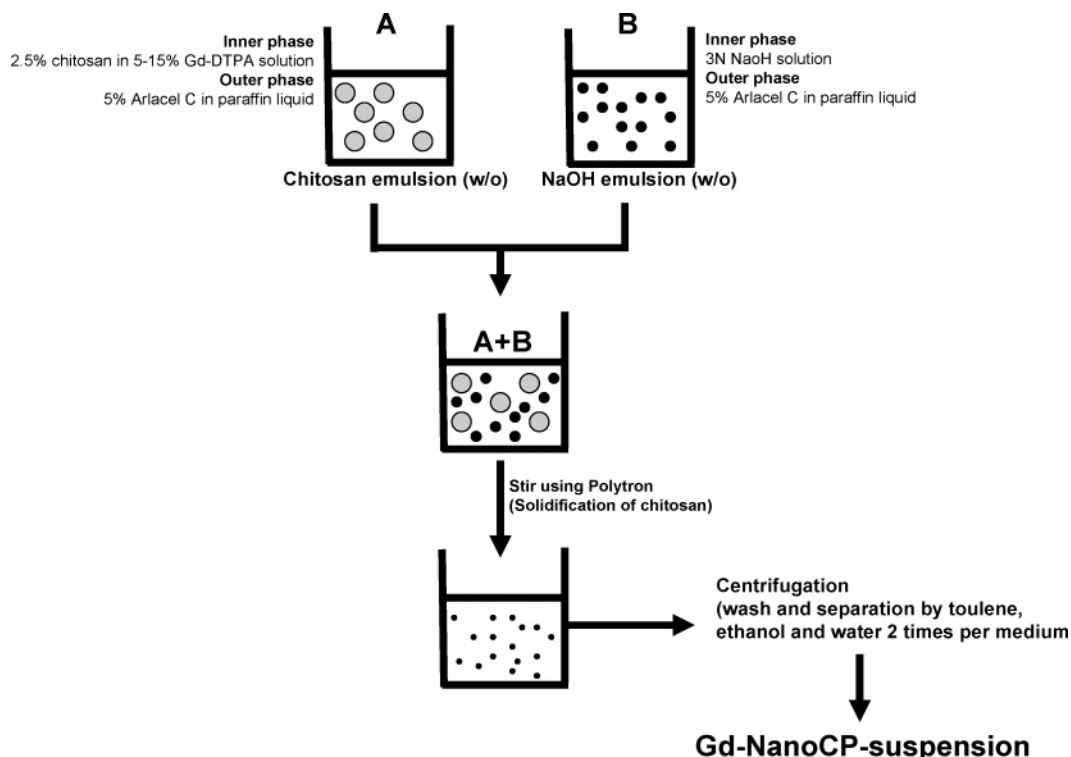 A
Inner phase
2.5% chitosan in 5-15% Gd-DTPA solution
Outer phase
5% Arlacel C in paraffin liquid
Chitosan emulsion (w/o)
B
Inner phase
3N NaoH solution
Outer phase
5% Arlacel C in paraffin liquid
NaOH emulsion (w/o)
A+B
Stir using Polytron
(Solidification of chitosan)
Centrifugation
(wash and separation by toulene,
ethanol and water 2 times per medium
Gd-NanoCP-suspension